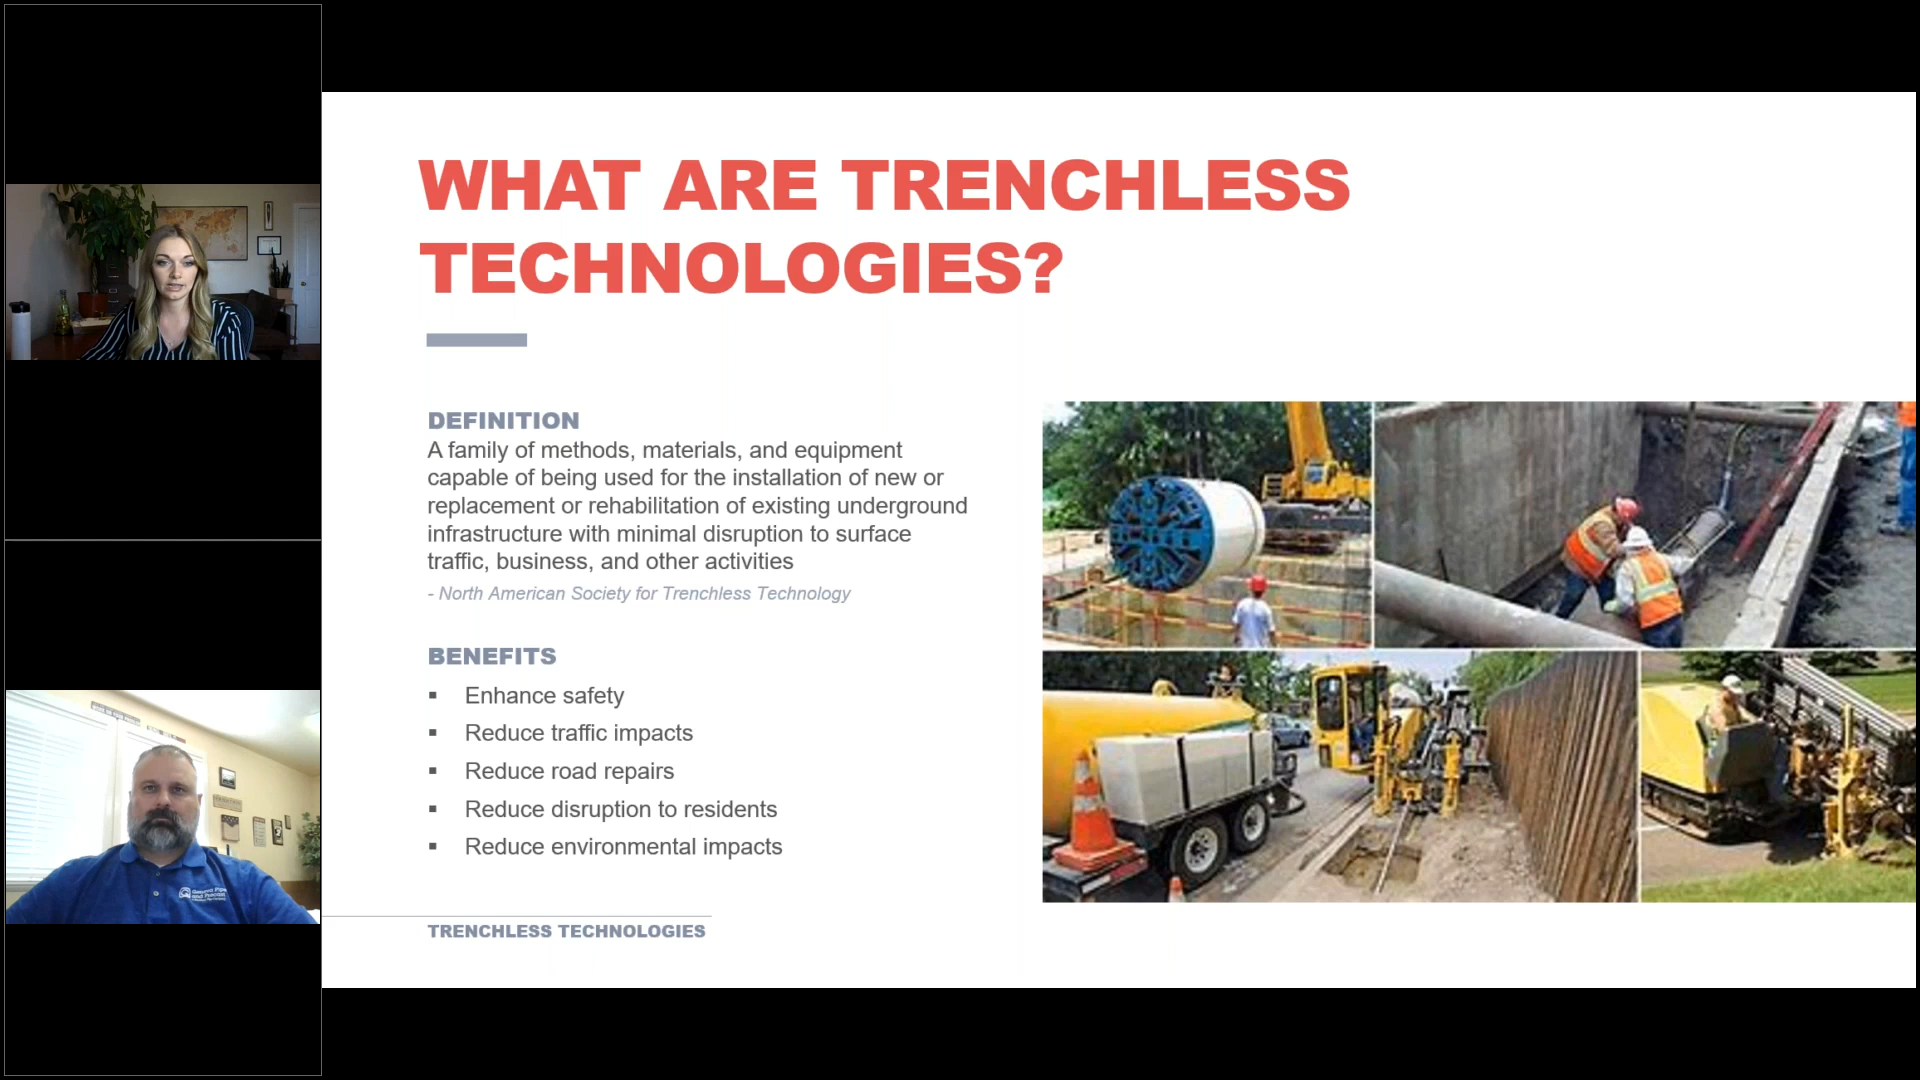 WHAT ARE TRENCHLESS
TECHNOLOGIES?
DEFINITION
A family of methods, materials, and equipment
capable of being used for the installation of new or
replacement or rehabilitation of existing underground
infrastructure with minimal disruption to surface
traffic, business, and other activities
- North American Society for Trenchless Technology
BENEFITS
▪ Enhance safety
▪ Reduce traffic impacts
▪ Reduce road repairs
▪ Reduce disruption to residents
▪ Reduce environmental impacts
TRENCHLESS TECHNOLOGIES